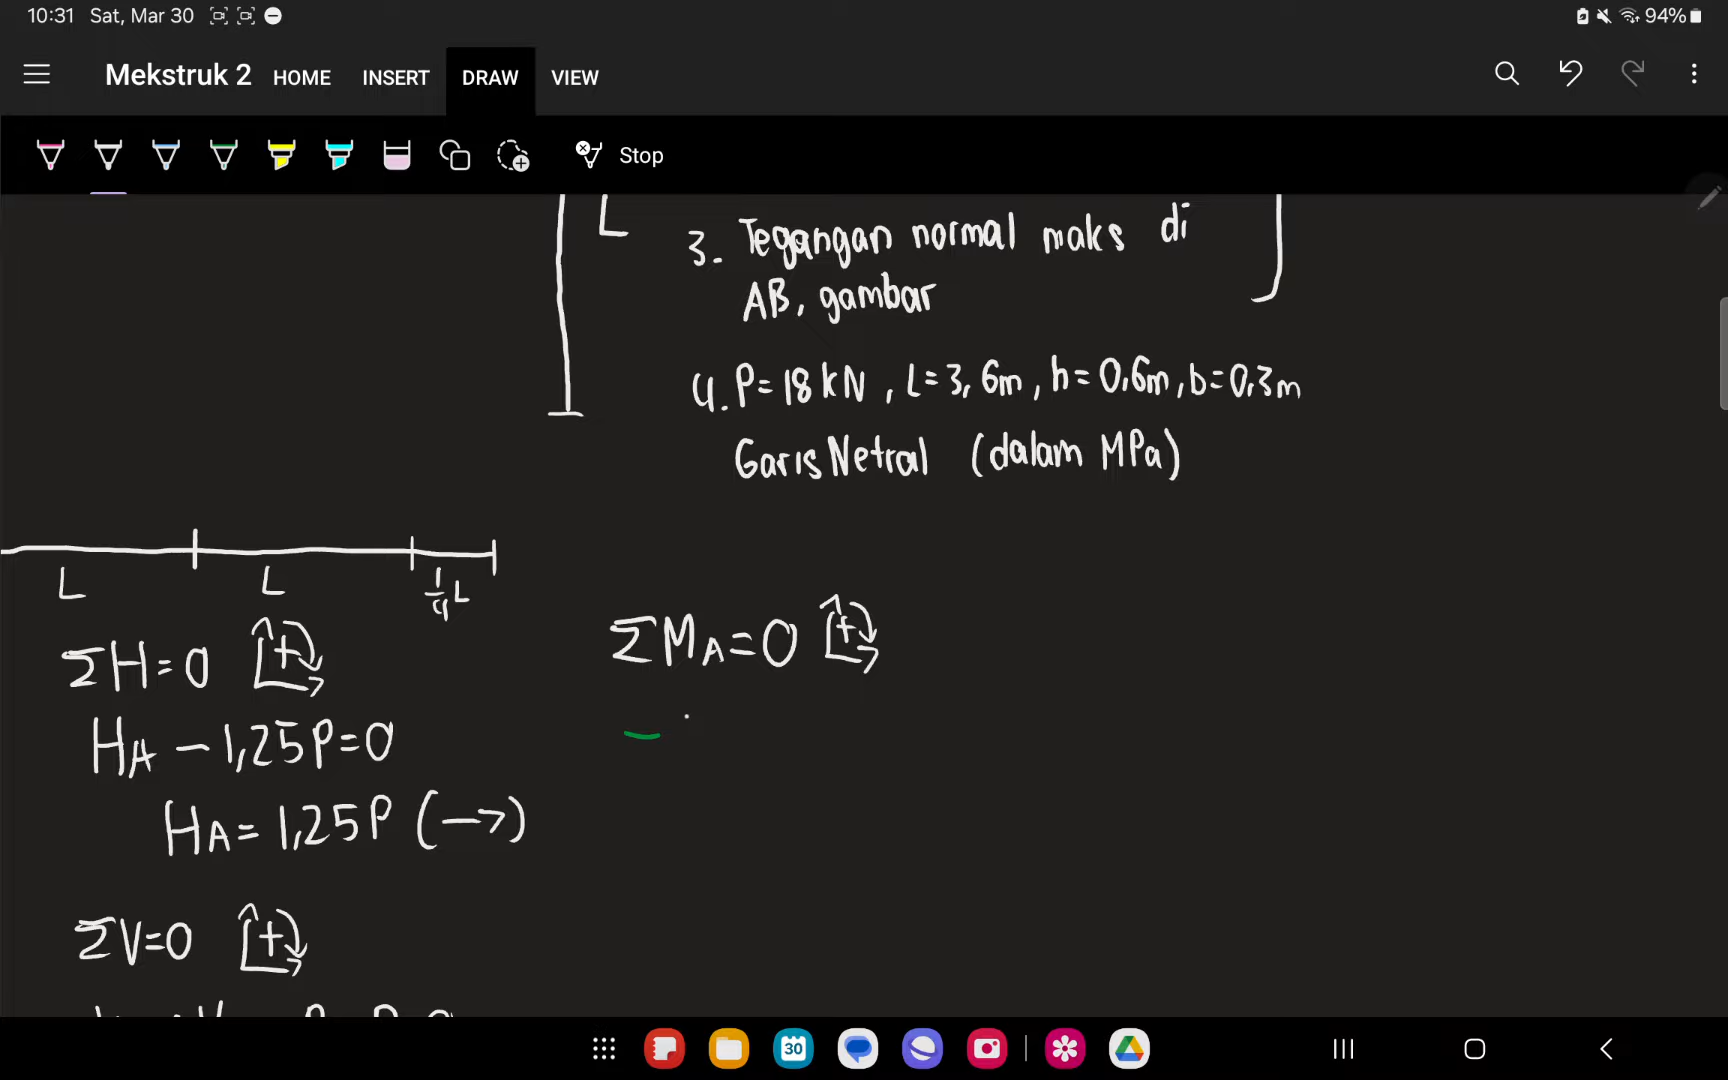 10:31 Sat, Mar 30
94%
Mekstruk 2 HOME INSERT DRAW VIEW
Stop
L
3. Tegangan normal maks di
AB, gambar
4. P=18kN, L=3,6m, h=0,6m, b=0,3m
Garis Netral (dalam MPa)
L L 1/4 L
ΣH=0 +
HA - 1,25P=0
HA= 1,25P (→)
ΣV=0 +
ΣMA=0 +
30